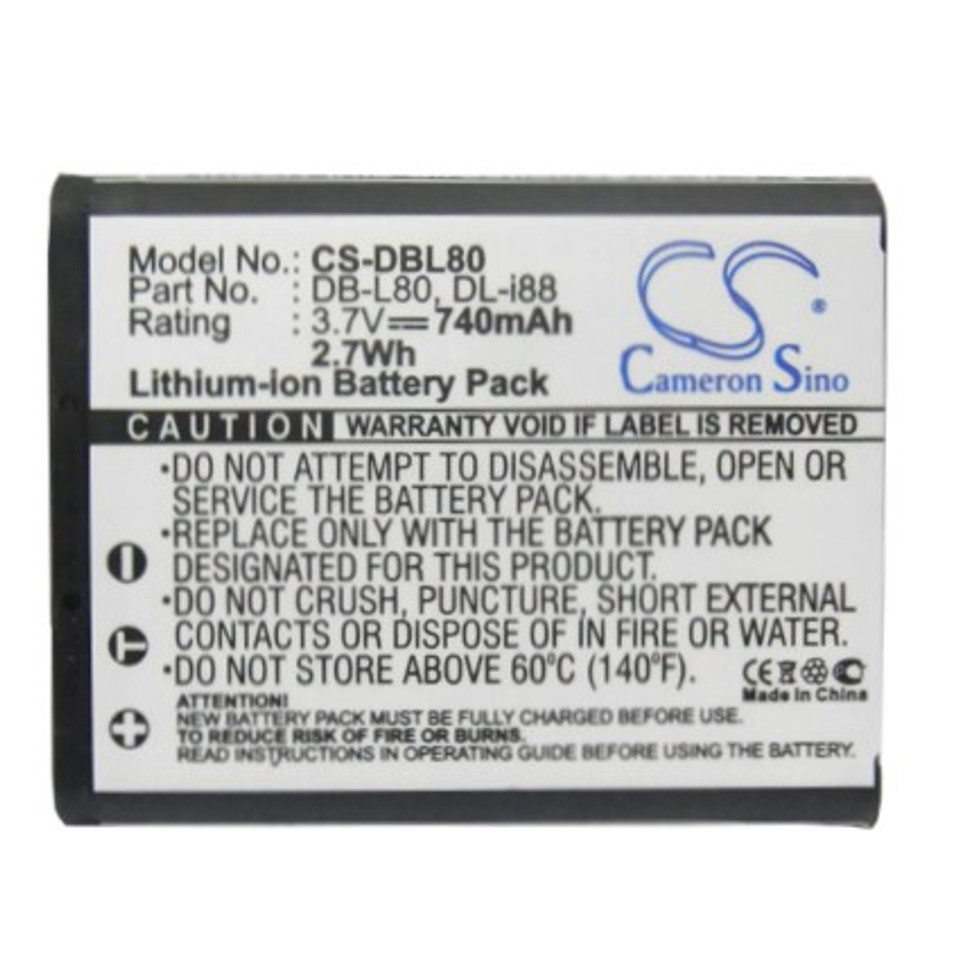 Model No.: CS-DBL80
Part No. : DB-L80, DL-i88
Rating : 3.7V⎓740mAh
2.7Wh
Lithium-ion Battery Pack
CS®
Cameron Sino
CAUTION WARRANTY VOID IF LABEL IS REMOVED
•DO NOT ATTEMPT TO DISASSEMBLE, OPEN OR
SERVICE THE BATTERY PACK.
•REPLACE ONLY WITH THE BATTERY PACK
DESIGNATED FOR THIS PRODUCT.
•DO NOT CRUSH, PUNCTURE, SHORT EXTERNAL
CONTACTS OR DISPOSE OF IN FIRE OR WATER.
•DO NOT STORE ABOVE 60°C (140°F).
CE
Made In China
ATTENTION!
NEW BATTERY PACK MUST BE FULLY CHARGED BEFORE USE.
TO REDUCE RISK OF FIRE OR BURNS.
READ INSTRUCTIONS IN OPERATING GUIDE BEFORE USING THE BATTERY.
−
T
+